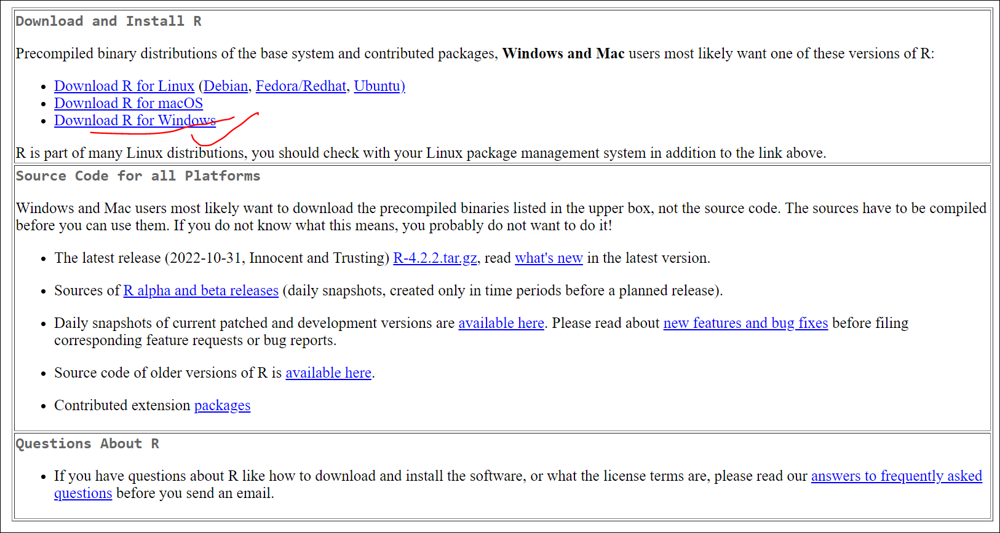 Download and Install R
Precompiled binary distributions of the base system and contributed packages, Windows and Mac users most likely want one of these versions of R:
• Download R for Linux (Debian, Fedora/Redhat, Ubuntu)
• Download R for macOS
• Download R for Windows
R is part of many Linux distributions, you should check with your Linux package management system in addition to the link above.
Source Code for all Platforms
Windows and Mac users most likely want to download the precompiled binaries listed in the upper box, not the source code. The sources have to be compiled
before you can use them. If you do not know what this means, you probably do not want to do it!
• The latest release (2022-10-31, Innocent and Trusting) R-4.2.2.tar.gz, read what's new in the latest version.
• Sources of R alpha and beta releases (daily snapshots, created only in time periods before a planned release).
• Daily snapshots of current patched and development versions are available here. Please read about new features and bug fixes before filing
corresponding feature requests or bug reports.
• Source code of older versions of R is available here.
• Contributed extension packages
Questions About R
• If you have questions about R like how to download and install the software, or what the license terms are, please read our answers to frequently asked
questions before you send an email.